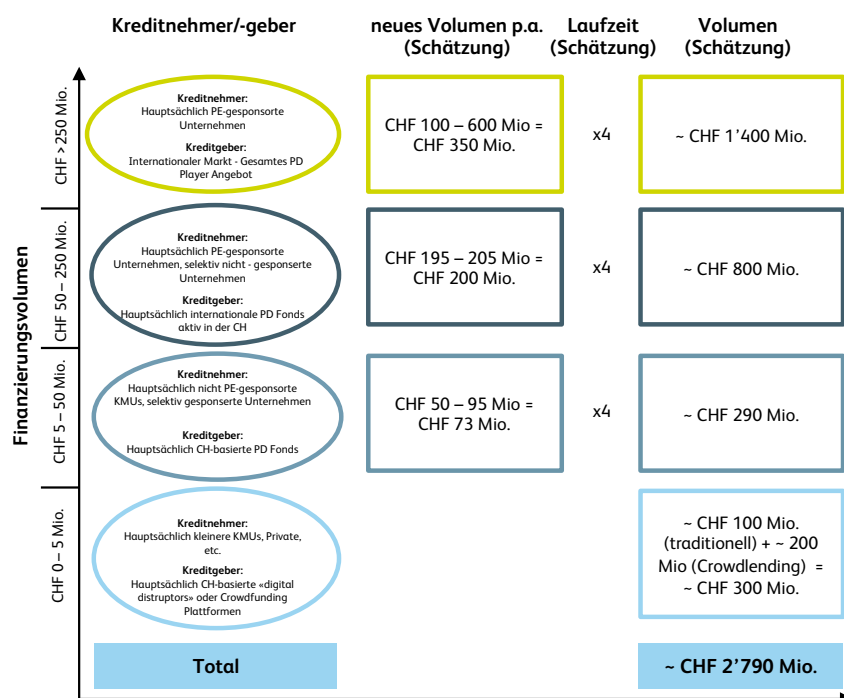 Kreditnehmer/-geber
neues Volumen p.a.
(Schätzung)
Laufzeit
(Schätzung)
Volumen
(Schätzung)
Finanzierungsvolumen
CHF > 250 Mio.
Kreditnehmer:
Hauptsächlich PE-gesponsorte
Unternehmen
Kreditgeber:
Internationaler Markt - Gesamtes PD
Player Angebot
CHF 100 – 600 Mio =
CHF 350 Mio.
x4
~ CHF 1’400 Mio.
CHF 50 – 250 Mio.
Kreditnehmer:
Hauptsächlich PE-gesponsorte
Unternehmen, selektiv nicht - gesponserte
Unternehmen
Kreditgeber:
Hauptsächlich internationale PD Fonds
aktiv in der CH
CHF 195 – 205 Mio =
CHF 200 Mio.
x4
~ CHF 800 Mio.
CHF 5 – 50 Mio.
Kreditnehmer:
Hauptsächlich nicht PE-gesponsorte
KMUs, selektiv gesponserte Unternehmen
Kreditgeber:
Hauptsächlich CH-basierte PD Fonds
CHF 50 – 95 Mio =
CHF 73 Mio.
x4
~ CHF 290 Mio.
CHF 0 – 5 Mio.
Kreditnehmer:
Hauptsächlich kleinere KMUs, Private,
etc.
Kreditgeber:
Hauptsächlich CH-basierte «digital
distruptors» oder Crowdfunding
Plattformen
~ CHF 100 Mio.
(traditionell) + ~ 200
Mio (Crowdlending) =
~ CHF 300 Mio.
Total
~ CHF 2’790 Mio.